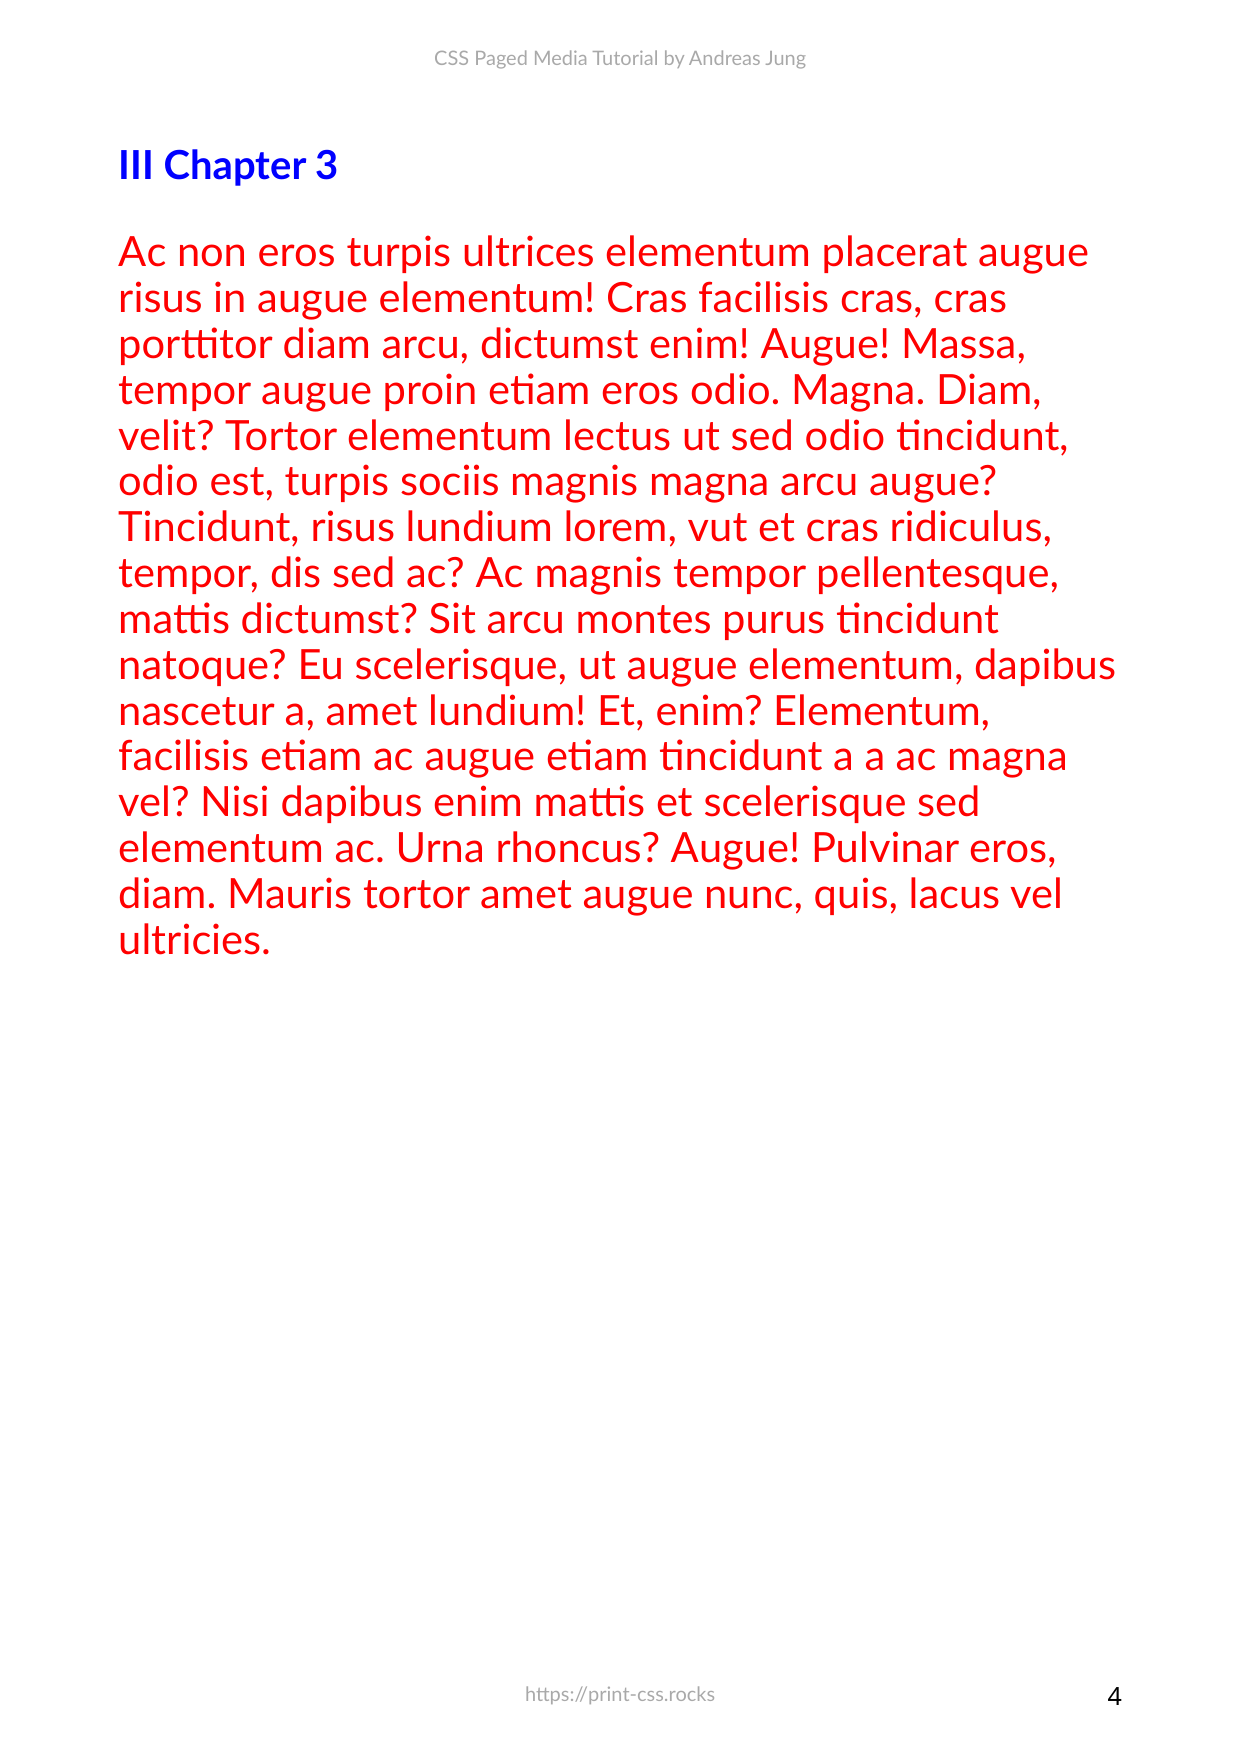 CSS Paged Media Tutorial by Andreas Jung
III Chapter 3
Ac non eros turpis ultrices elementum placerat augue
risus in augue elementum! Cras facilisis cras, cras
porttitor diam arcu, dictumst enim! Augue! Massa,
tempor augue proin etiam eros odio. Magna. Diam,
velit? Tortor elementum lectus ut sed odio tincidunt,
odio est, turpis sociis magnis magna arcu augue?
Tincidunt, risus lundium lorem, vut et cras ridiculus,
tempor, dis sed ac? Ac magnis tempor pellentesque,
mattis dictumst? Sit arcu montes purus tincidunt
natoque? Eu scelerisque, ut augue elementum, dapibus
nascetur a, amet lundium! Et, enim? Elementum,
facilisis etiam ac augue etiam tincidunt a a ac magna
vel? Nisi dapibus enim mattis et scelerisque sed
elementum ac. Urna rhoncus? Augue! Pulvinar eros,
diam. Mauris tortor amet augue nunc, quis, lacus vel
ultricies.
https://print-css.rocks
4